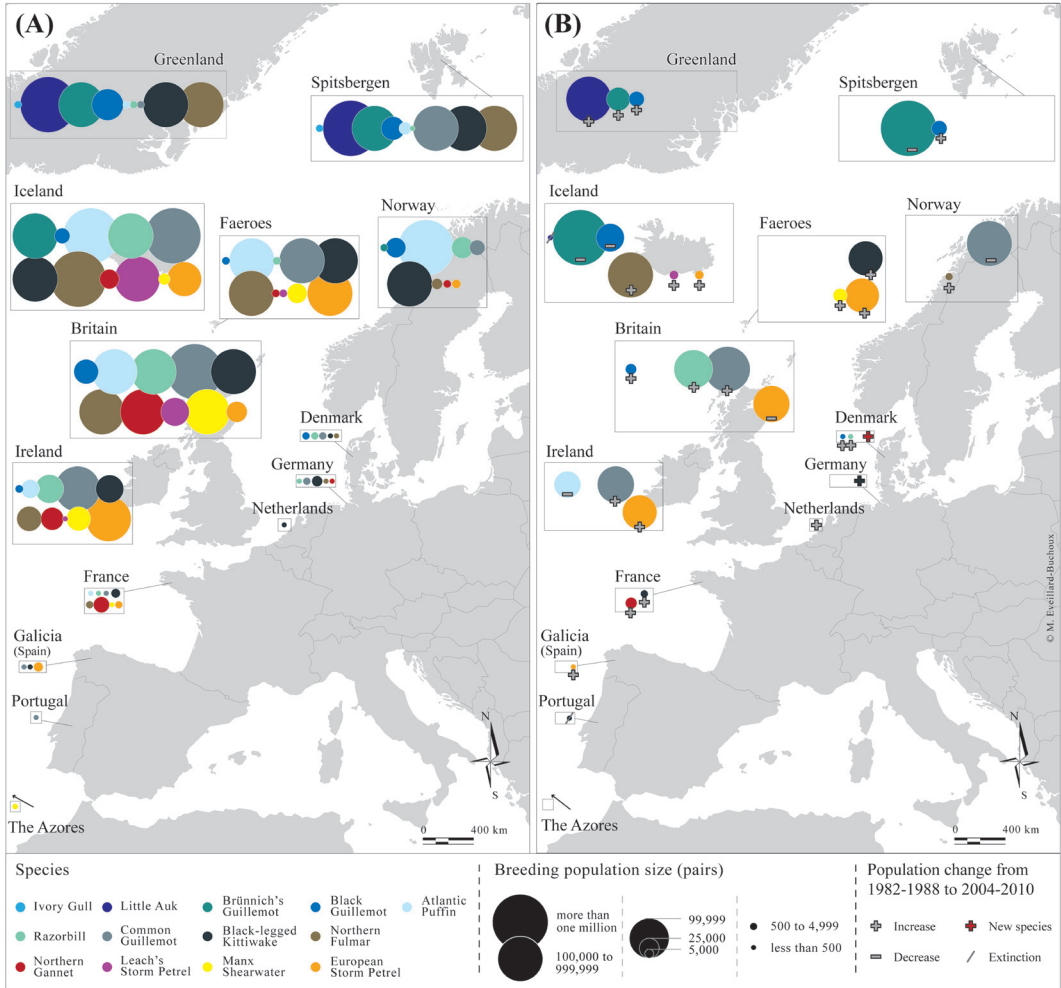 (A)
Greenland
Spitsbergen
Iceland
Faeroes
Norway
Britain
Denmark
Ireland
Germany
Netherlands
France
Galicia
(Spain)
Portugal
The Azores
N
S
0 400 km
(B)
Greenland
Spitsbergen
Iceland
Faeroes
Norway
Britain
Denmark
Ireland
Germany
Netherlands
France
Galicia
(Spain)
Portugal
The Azores
N
S
0 400 km
© M. Eveillard-Buchoux
Species
Ivory Gull
Little Auk
Brünnich's
Guillemot
Black
Guillemot
Atlantic
Puffin
Razorbill
Common
Guillemot
Black-legged
Kittiwake
Northern
Fulmar
Northern
Gannet
Leach's
Storm Petrel
Manx
Shearwater
European
Storm Petrel
Breeding population size (pairs)
more than
one million
100,000 to
999,999
99,999
25,000
5,000
500 to 4,999
less than 500
Population change from
1982-1988 to 2004-2010
Increase
New species
Decrease
Extinction